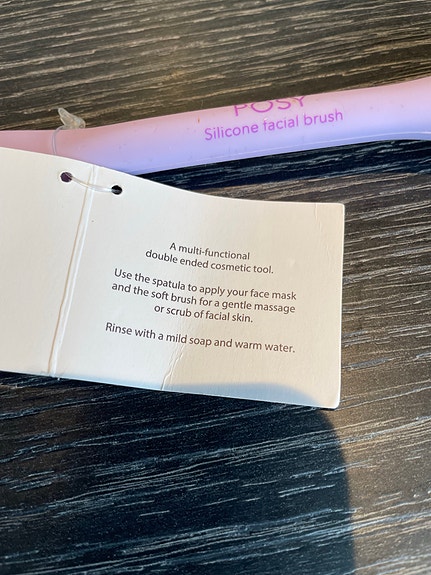 POSY
Silicone facial brush
A multi-functional
double ended cosmetic tool.
Use the spatula to apply your face mask
and the soft brush for a gentle massage
or scrub of facial skin.
Rinse with a mild soap and warm water.